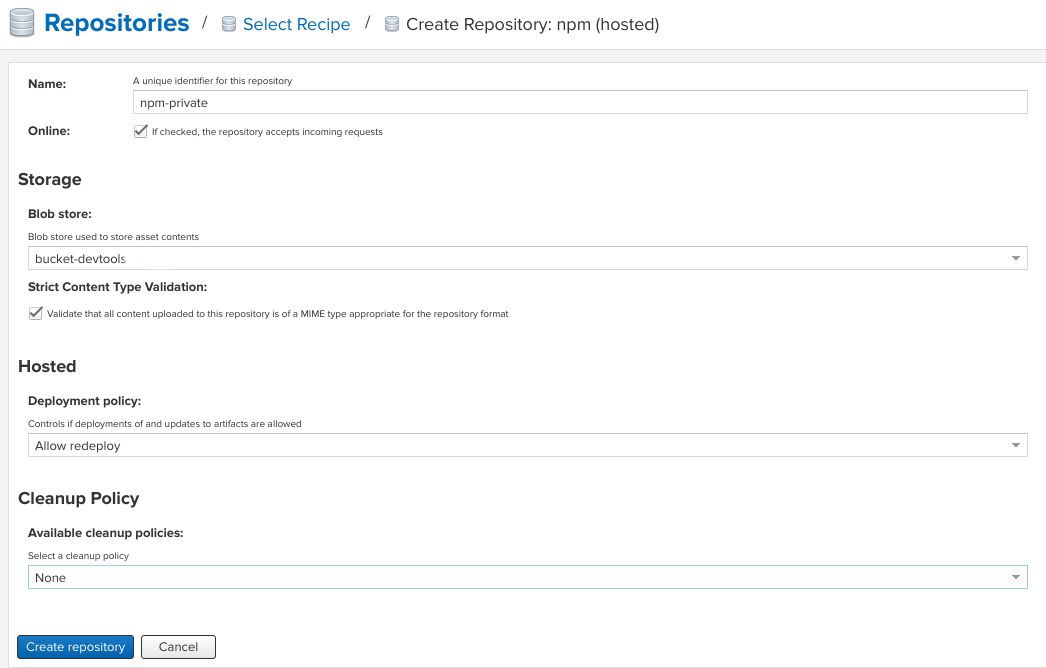 Repositories / Select Recipe / Create Repository: npm (hosted)
Name:
A unique identifier for this repository
npm-private
Online:
If checked, the repository accepts incoming requests
Storage
Blob store:
Blob store used to store asset contents
bucket-devtools
Strict Content Type Validation:
Validate that all content uploaded to this repository is of a MIME type appropriate for the repository format
Hosted
Deployment policy:
Controls if deployments of and updates to artifacts are allowed
Allow redeploy
Cleanup Policy
Available cleanup policies:
Select a cleanup policy
None
Create repository
Cancel